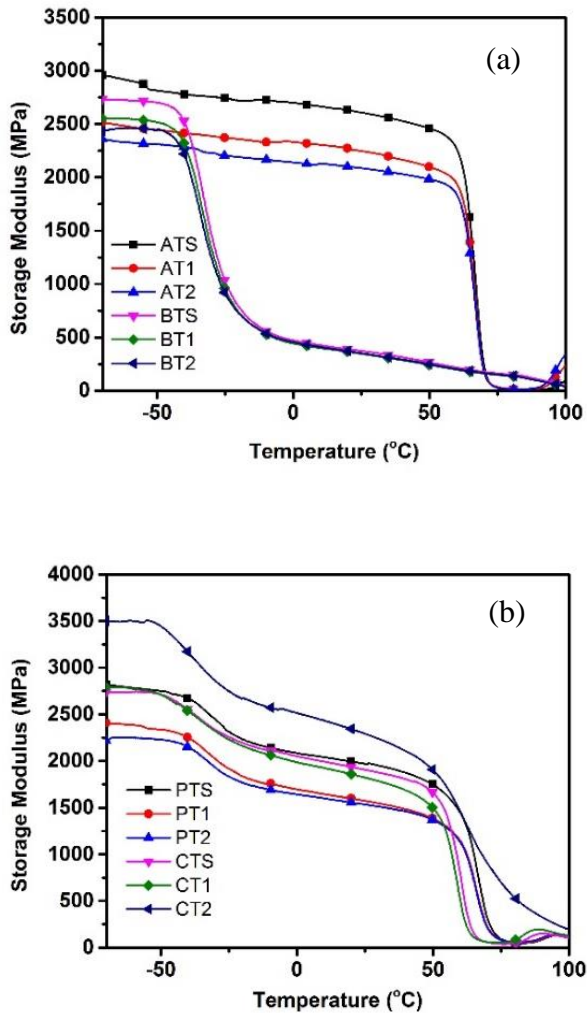 (a)
Storage Modulus (MPa)
3500
3000
2500
2000
1500
1000
500
0
ATS
AT1
AT2
BTS
BT1
BT2
-50
0
50
100
Temperature (°C)
(b)
Storage Modulus (MPa)
4000
3500
3000
2500
2000
1500
1000
500
0
PTS
PT1
PT2
CTS
CT1
CT2
-50
0
50
100
Temperature (°C)